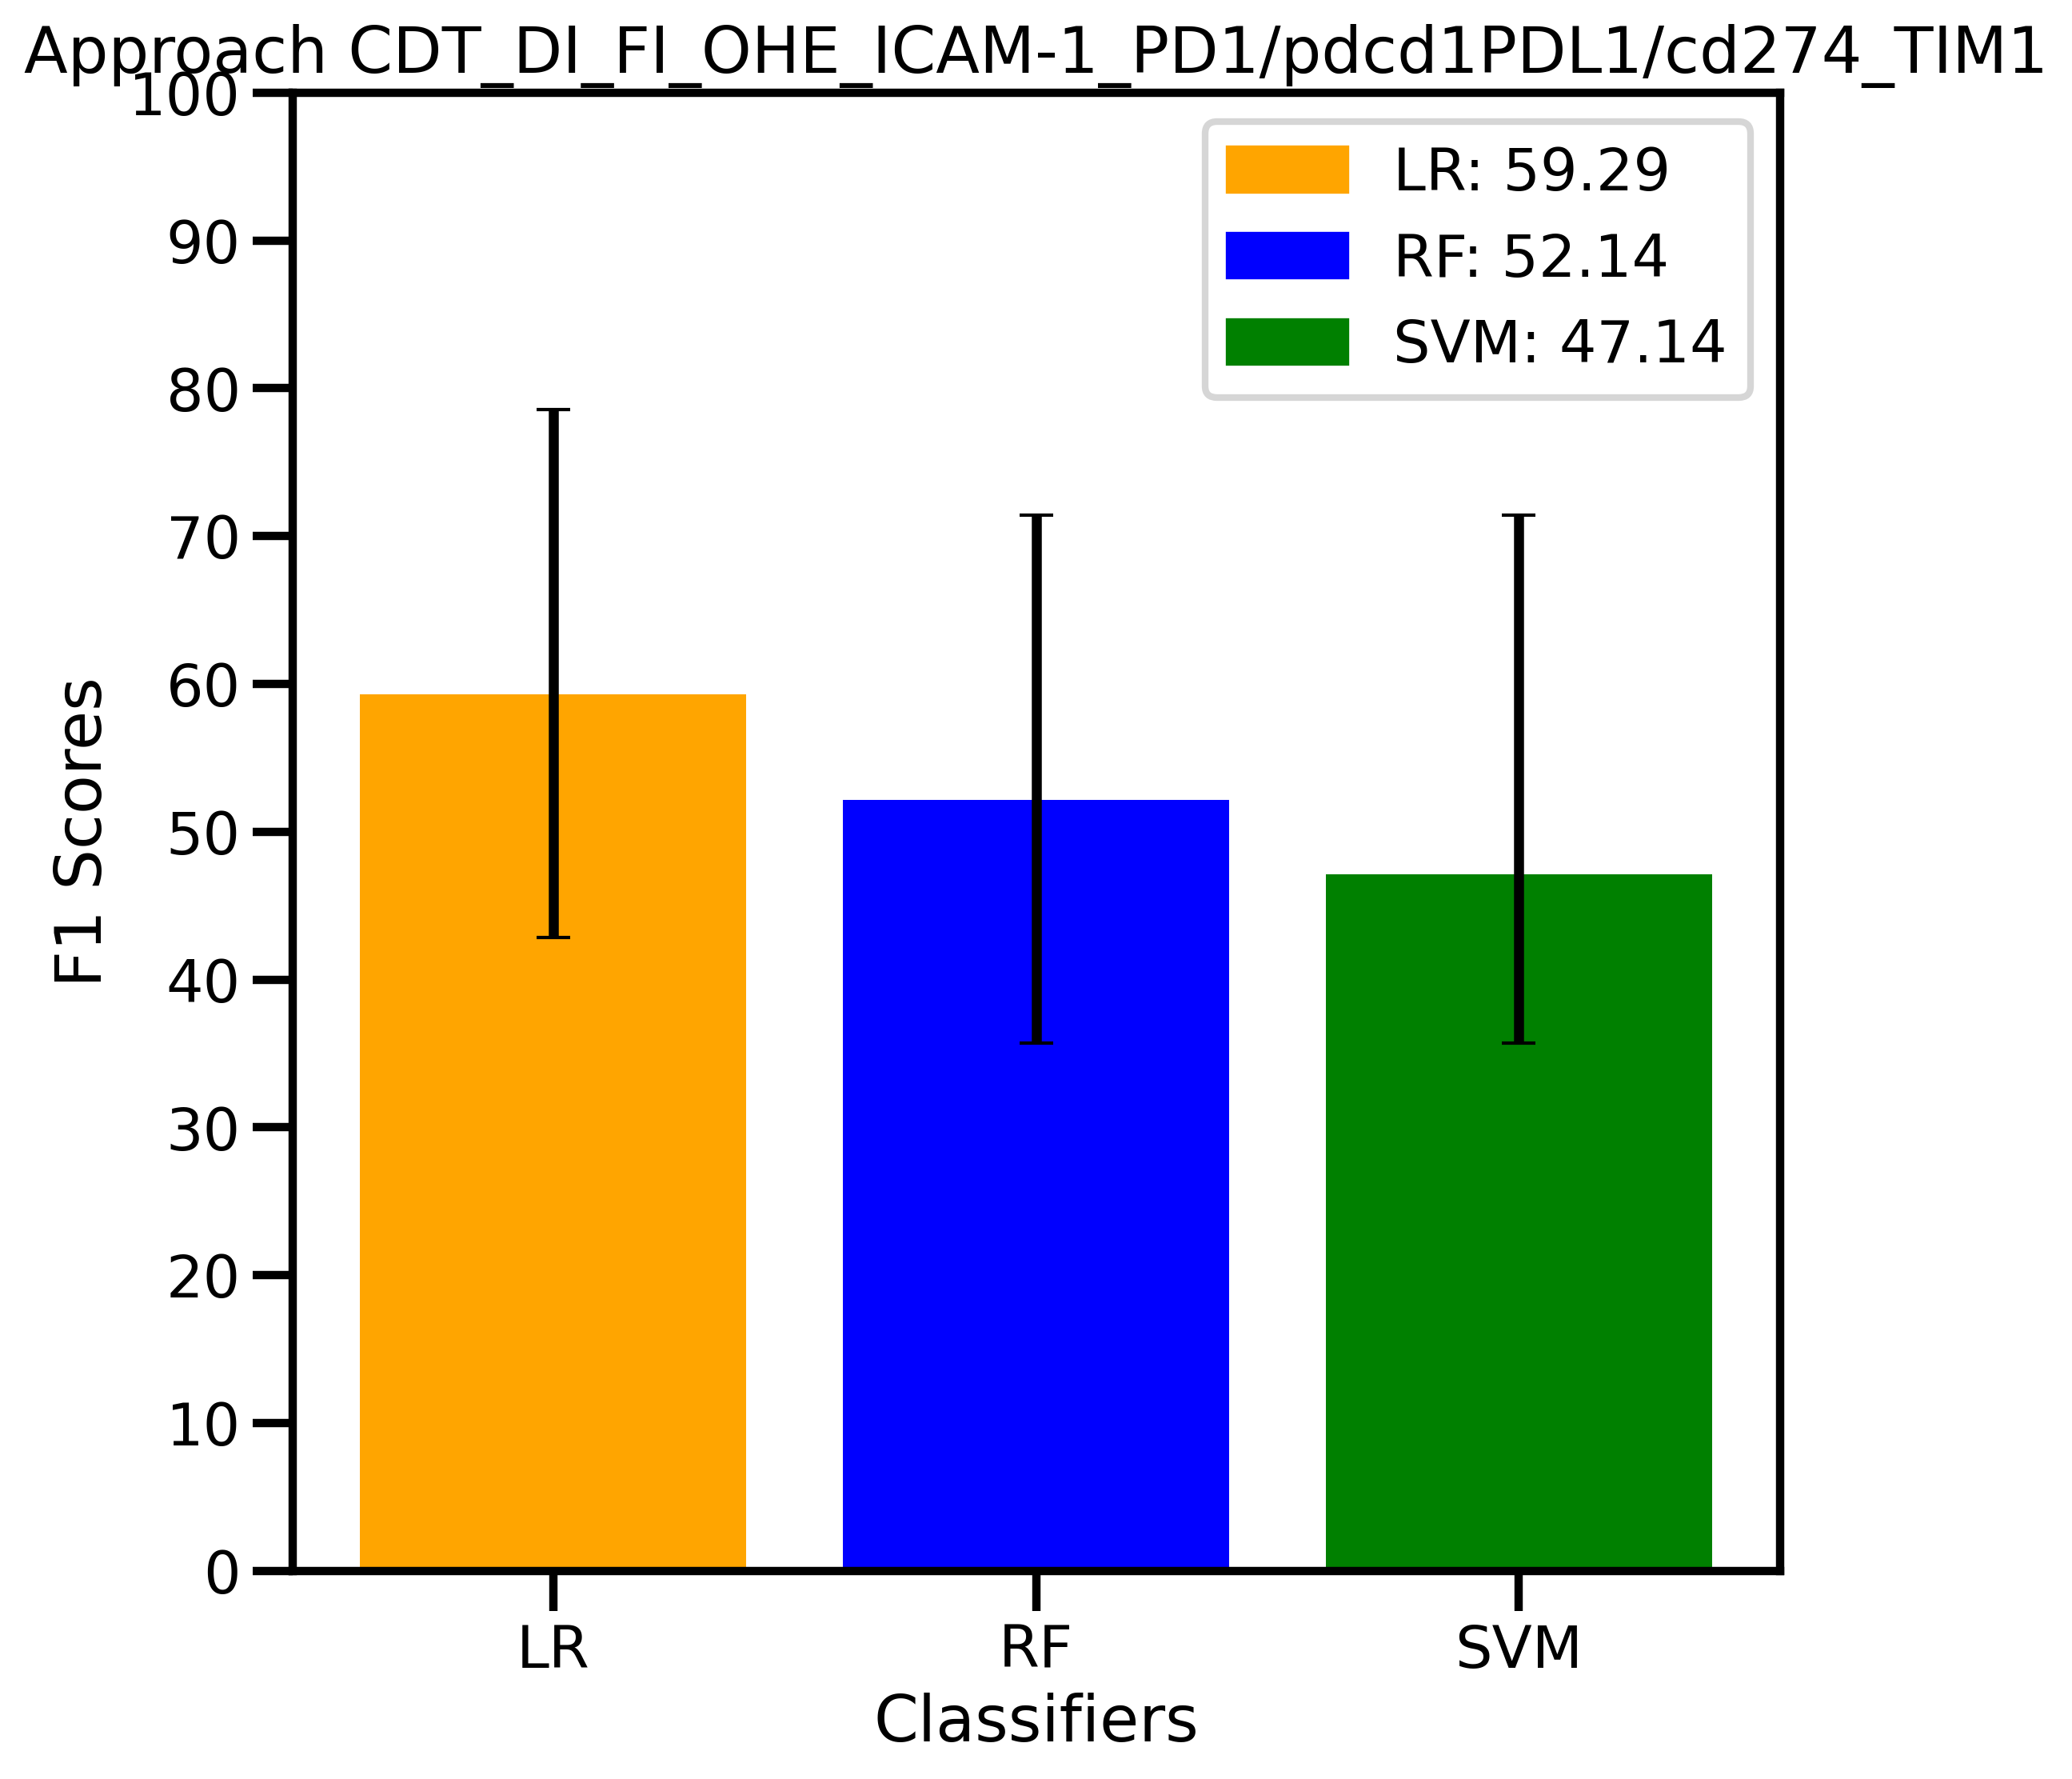 Approach CDT_DI_FI_OHE_ICAM-1_PD1/pdcd1PDL1/cd274_TIM1
100
90
80
70
60
50
40
30
20
10
0
F1 Scores
LR: 59.29
RF: 52.14
SVM: 47.14
LR
RF
SVM
Classifiers